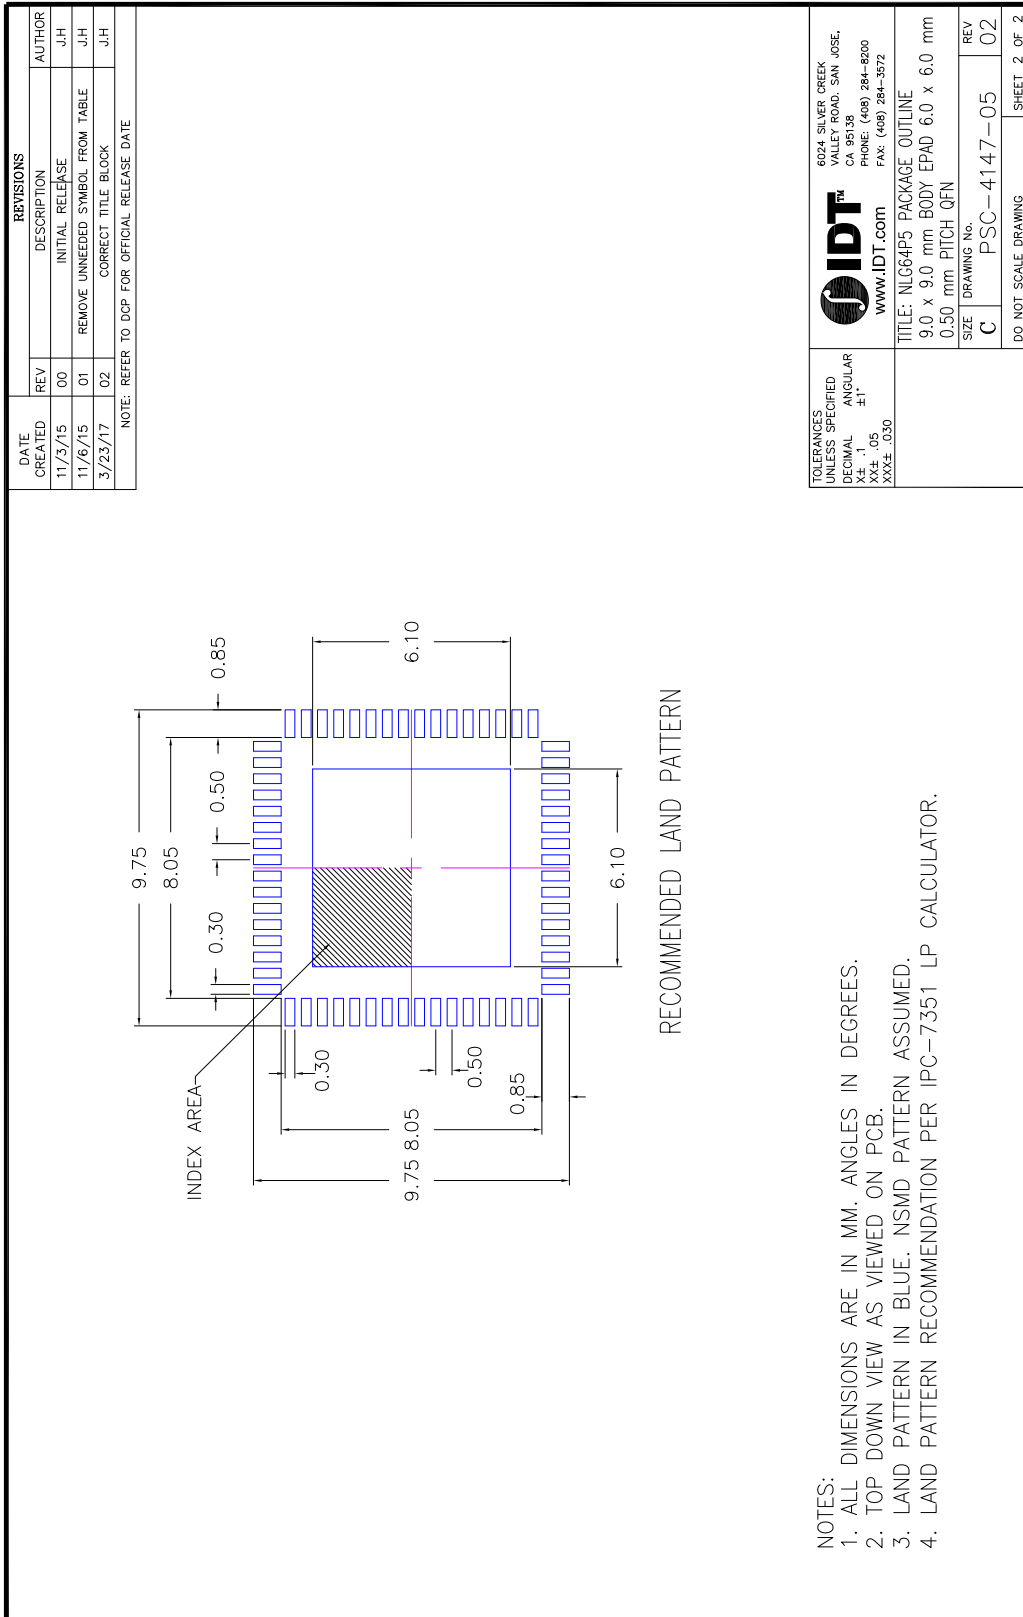 REVISIONS
DATE CREATED REV DESCRIPTION AUTHOR
11/3/15 00 INITIAL RELEASE J.H
11/6/15 01 REMOVE UNNEEDED SYMBOL FROM TABLE J.H
3/23/17 02 CORRECT TITLE BLOCK J.H
NOTE: REFER TO DCP FOR OFFICIAL RELEASE DATE
INDEX AREA
9.75
8.05
0.30
0.50
0.85
0.30
0.50
0.85
9.75 8.05
6.10
6.10
RECOMMENDED LAND PATTERN
NOTES:
1. ALL DIMENSIONS ARE IN MM. ANGLES IN DEGREES.
2. TOP DOWN VIEW AS VIEWED ON PCB.
3. LAND PATTERN IN BLUE. NSMD PATTERN ASSUMED.
4. LAND PATTERN RECOMMENDATION PER IPC-7351 LP CALCULATOR.
TOLERANCES
UNLESS SPECIFIED
DECIMAL ANGULAR
X± .1 ±1°
XX± .05
XXX± .030
IDT™
www.IDT.com
6024 SILVER CREEK
VALLEY ROAD, SAN JOSE,
CA 95138
PHONE: (408) 284-8200
FAX: (408) 284-3572
TITLE: NLG64P5 PACKAGE OUTLINE
9.0 x 9.0 mm BODY EPAD 6.0 x 6.0 mm
0.50 mm PITCH QFN
SIZE DRAWING No. REV
C PSC-4147-05 02
DO NOT SCALE DRAWING SHEET 2 OF 2